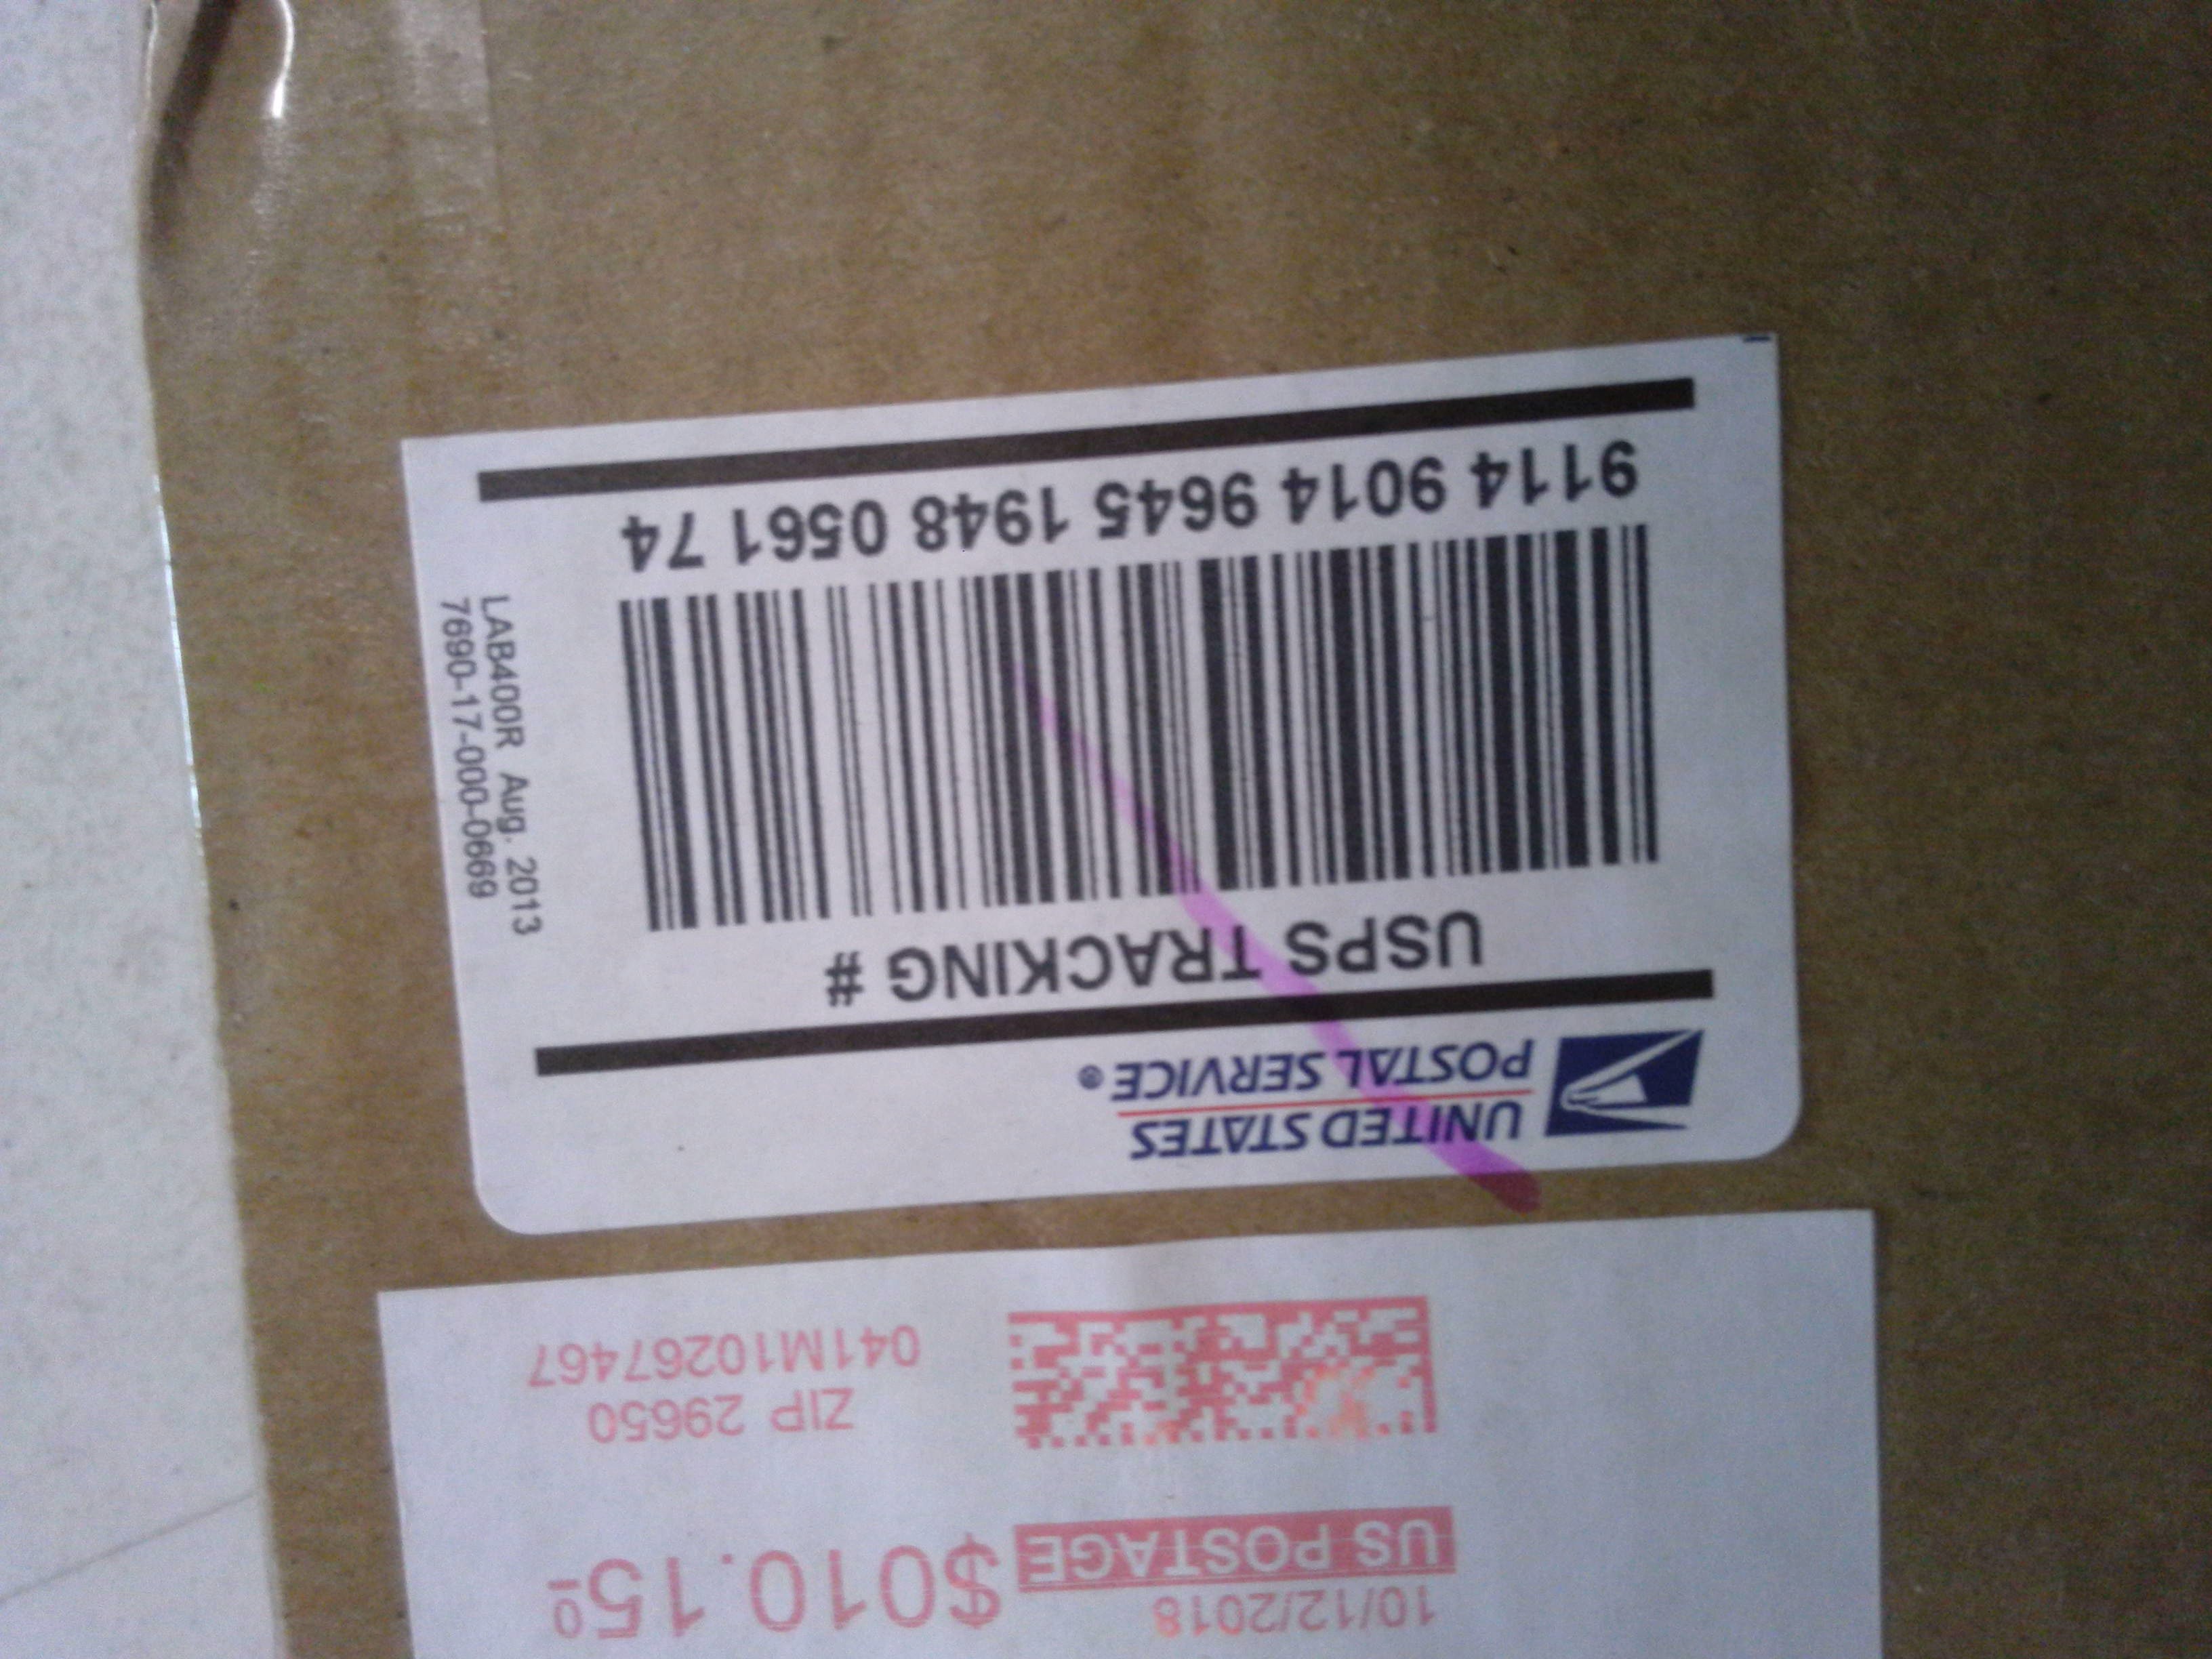 10/12/2018
US POSTAGE
$010.15⁰
ZIP 29650
041M10267467
UNITED STATES
POSTAL SERVICE®
USPS TRACKING #
9114 9014 9645 1948 0561 74
LAB400R Aug. 2013
7690-17-000-0669